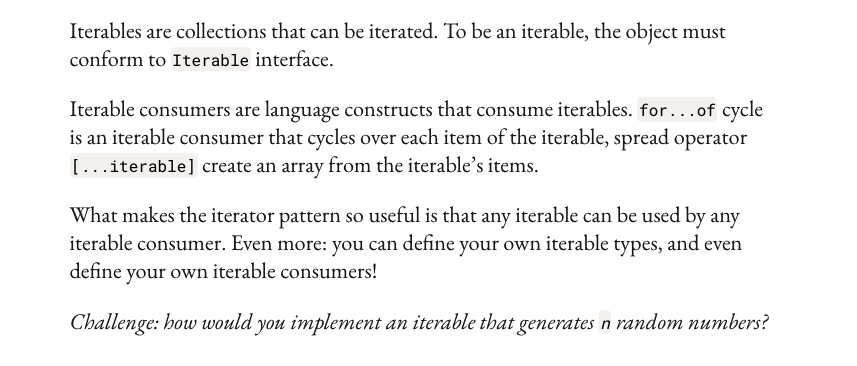 Iterables are collections that can be iterated. To be an iterable, the object must
conform to Iterable interface.
Iterable consumers are language constructs that consume iterables. for...of cycle
is an iterable consumer that cycles over each item of the iterable, spread operator
[...iterable] create an array from the iterable’s items.
What makes the iterator pattern so useful is that any iterable can be used by any
iterable consumer. Even more: you can define your own iterable types, and even
define your own iterable consumers!
Challenge: how would you implement an iterable that generates n random numbers?